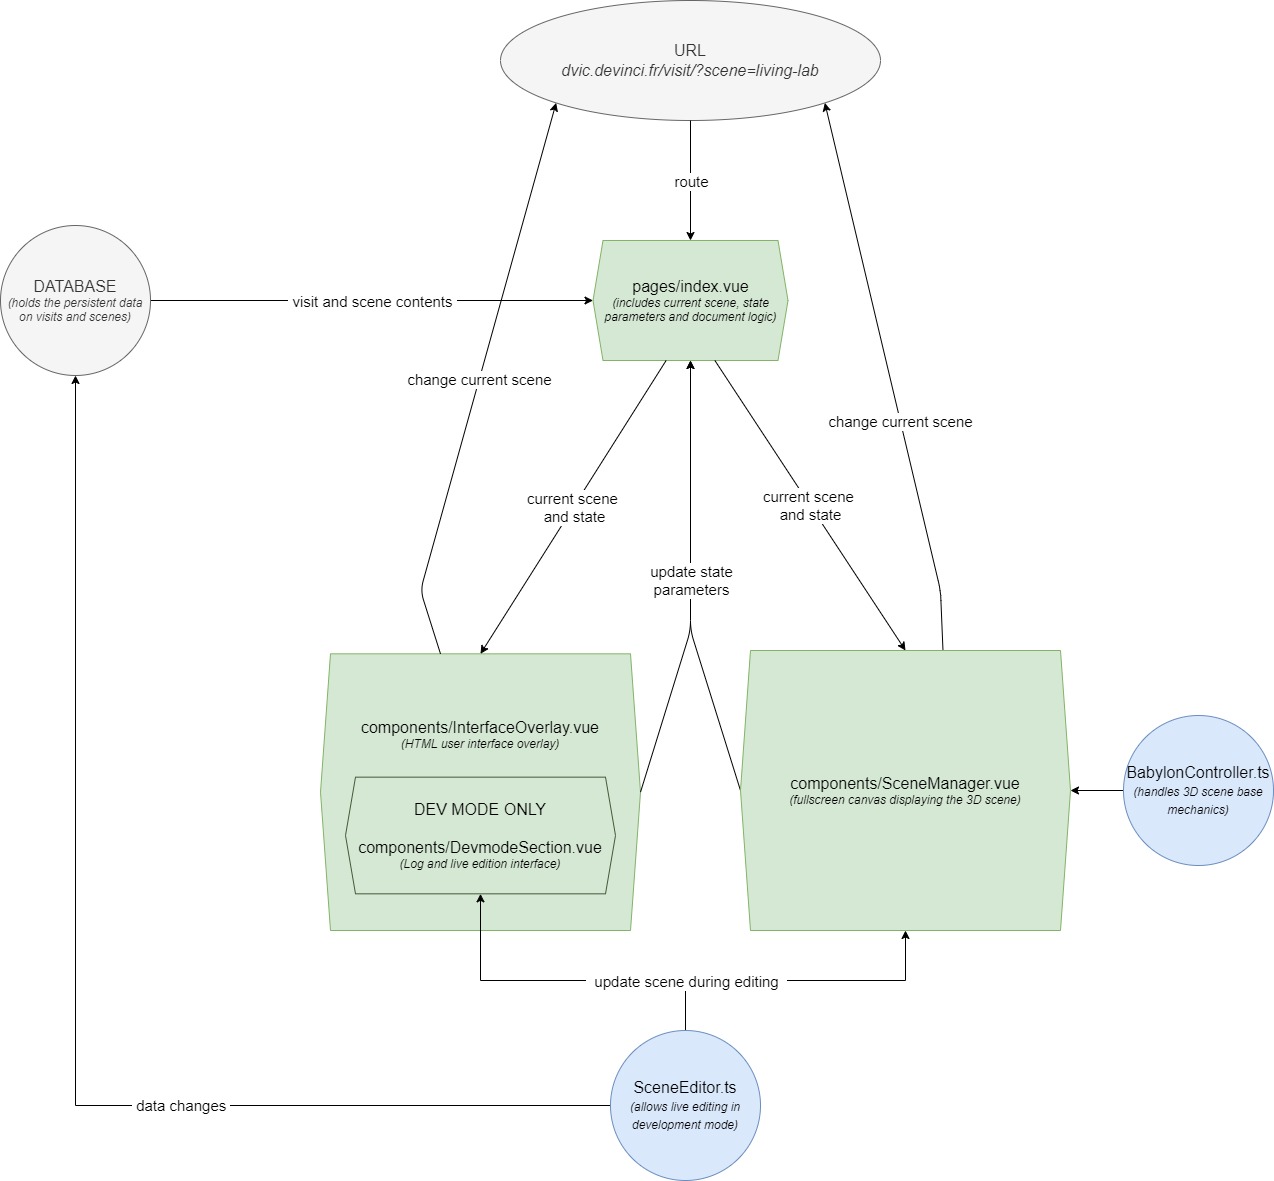 URL
dvic.devinci.fr/visit/?scene=living-lab
route
DATABASE
(holds the persistent data
on visits and scenes)
visit and scene contents
pages/index.vue
(includes current scene, state
parameters and document logic)
change current scene
change current scene
current scene
and state
current scene
and state
update state
parameters
components/InterfaceOverlay.vue
(HTML user interface overlay)
DEV MODE ONLY
components/DevmodeSection.vue
(Log and live edition interface)
components/SceneManager.vue
(fullscreen canvas displaying the 3D scene)
BabylonController.ts
(handles 3D scene base
mechanics)
update scene during editing
SceneEditor.ts
(allows live editing in
development mode)
data changes